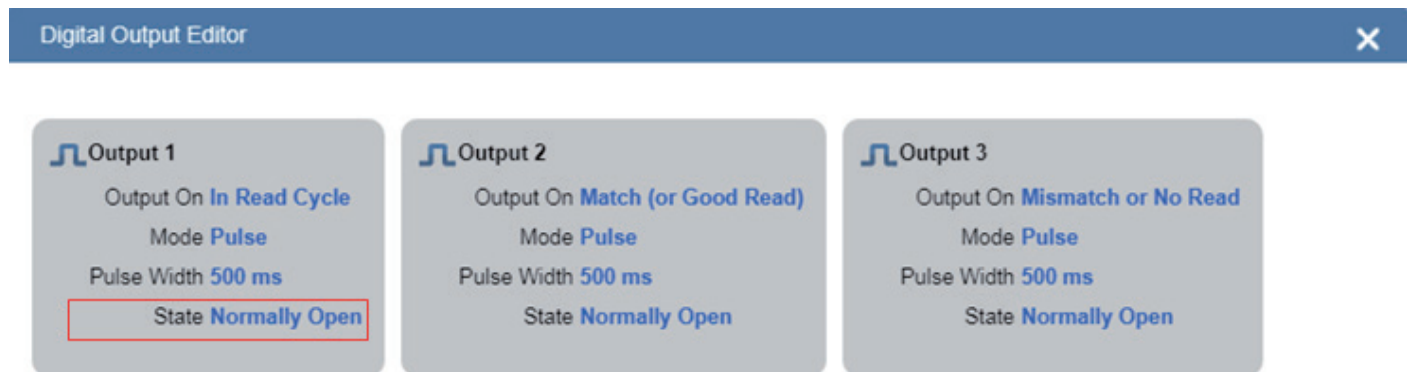 Digital Output Editor
Output 1
Output On In Read Cycle
Mode Pulse
Pulse Width 500 ms
State Normally Open
Output 2
Output On Match (or Good Read)
Mode Pulse
Pulse Width 500 ms
State Normally Open
Output 3
Output On Mismatch or No Read
Mode Pulse
Pulse Width 500 ms
State Normally Open